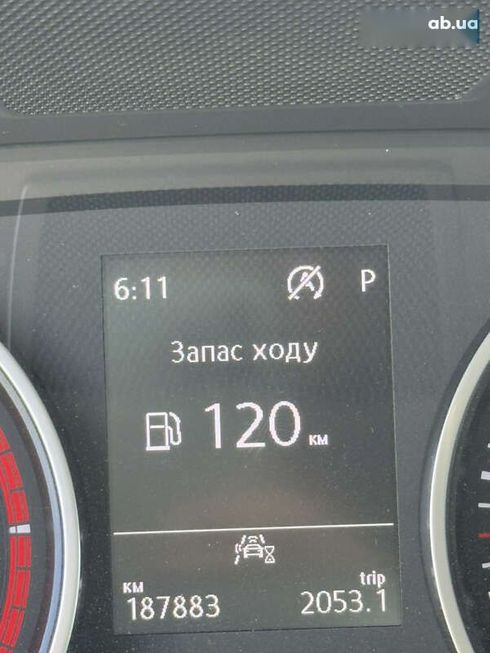 ab.ua
6:11 P
Запас ходу
120 км
км trip
187883 2053.1